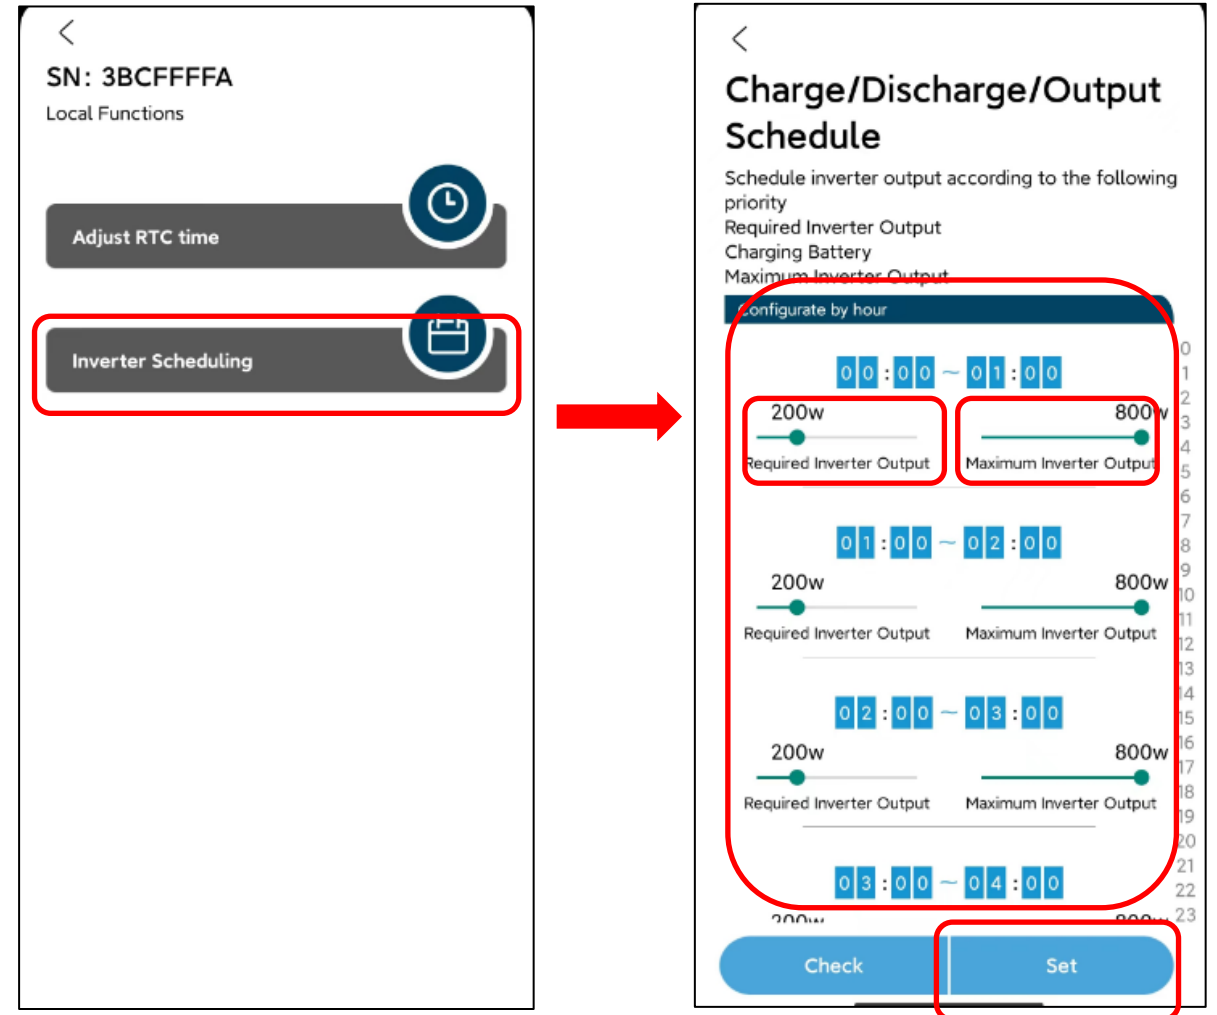 SN: 3BCFFFFA
Local Functions
Adjust RTC time
Inverter Scheduling
Charge/Discharge/Output
Schedule
Schedule inverter output according to the following
priority
Required Inverter Output
Charging Battery
Maximum Inverter Output
Configurate by hour
00:00 ~ 01:00
200w 800w
Required Inverter Output Maximum Inverter Output
01:00 ~ 02:00
200w 800w
Required Inverter Output Maximum Inverter Output
02:00 ~ 03:00
200w 800w
Required Inverter Output Maximum Inverter Output
03:00 ~ 04:00
200w 800w
0
1
2
3
4
5
6
7
8
9
10
11
12
13
14
15
16
17
18
19
20
21
22
23
Check Set